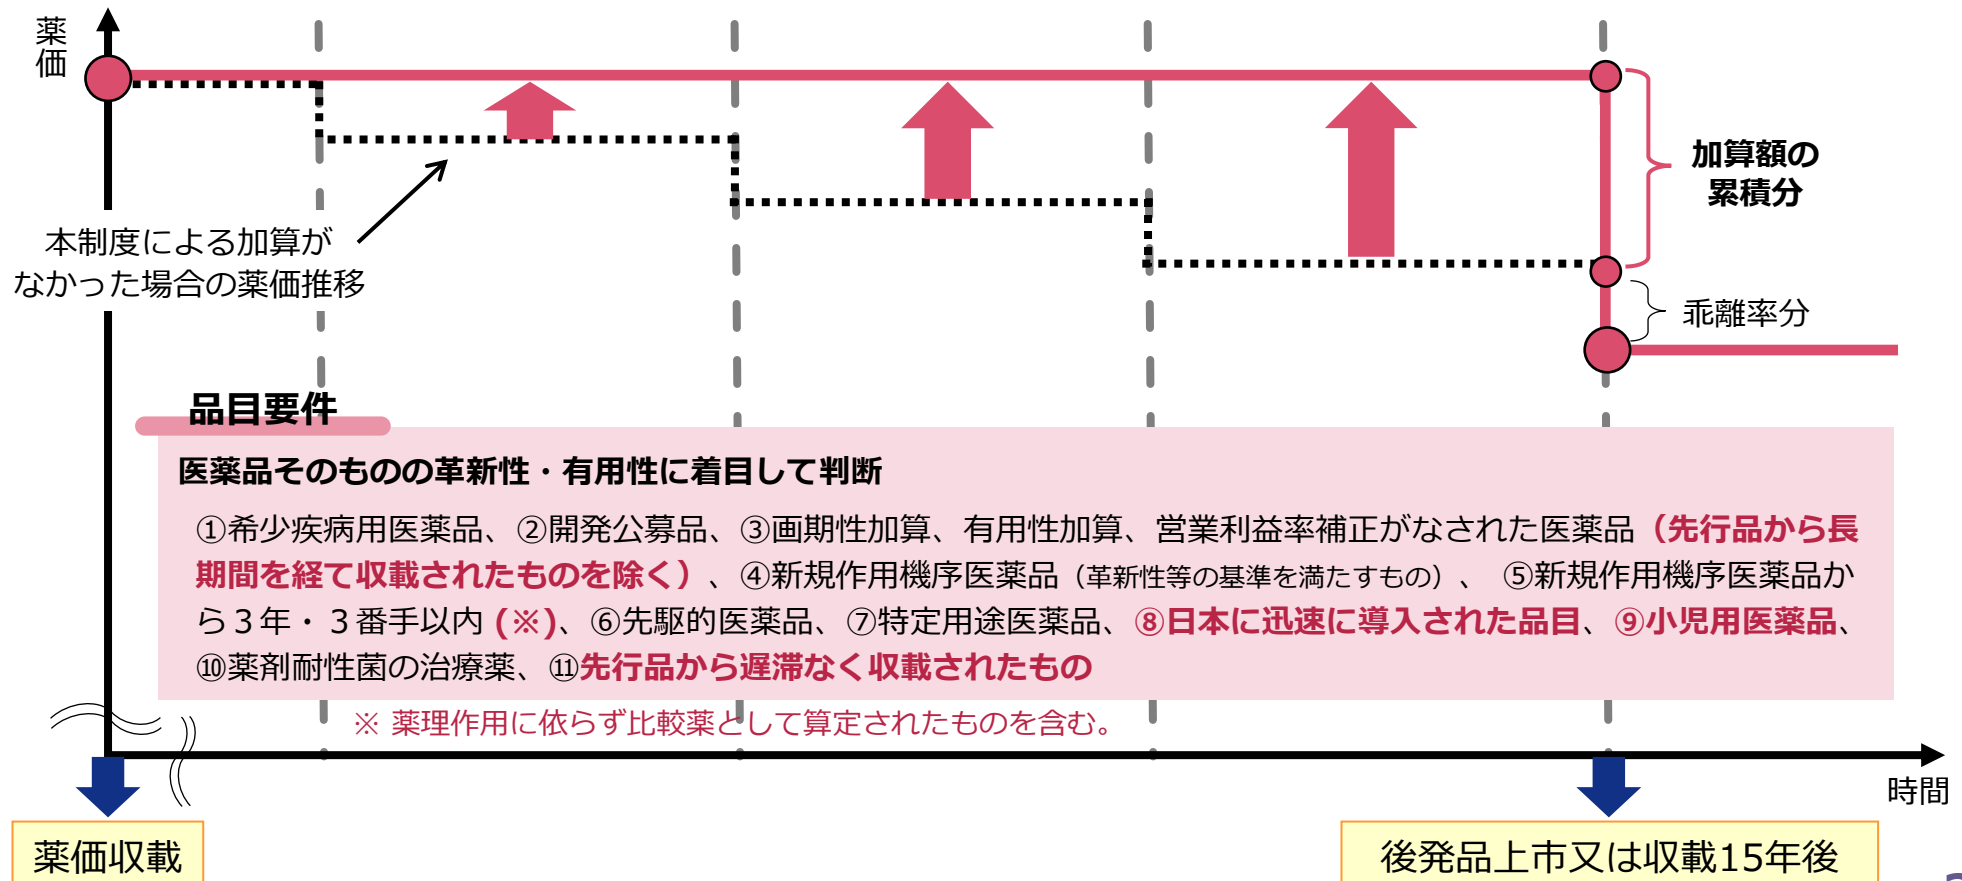 薬価
加算額の
累積分
本制度による加算が
なかった場合の薬価推移
乖離率分
品目要件
医薬品そのものの革新性・有用性に着目して判断
①希少疾病用医薬品、②開発公募品、③画期性加算、有用性加算、営業利益率補正がなされた医薬品（先行品から長
期間を経て収載されたものを除く）、④新規作用機序医薬品（革新性等の基準を満たすもの）、 ⑤新規作用機序医薬品か
ら３年・３番手以内 (※)、⑥先駆的医薬品、⑦特定用途医薬品、⑧日本に迅速に導入された品目、⑨小児用医薬品、
⑩薬剤耐性菌の治療薬、⑪先行品から遅滞なく収載されたもの
※ 薬理作用に依らず比較薬として算定されたものを含む。
時間
薬価収載
後発品上市又は収載15年後